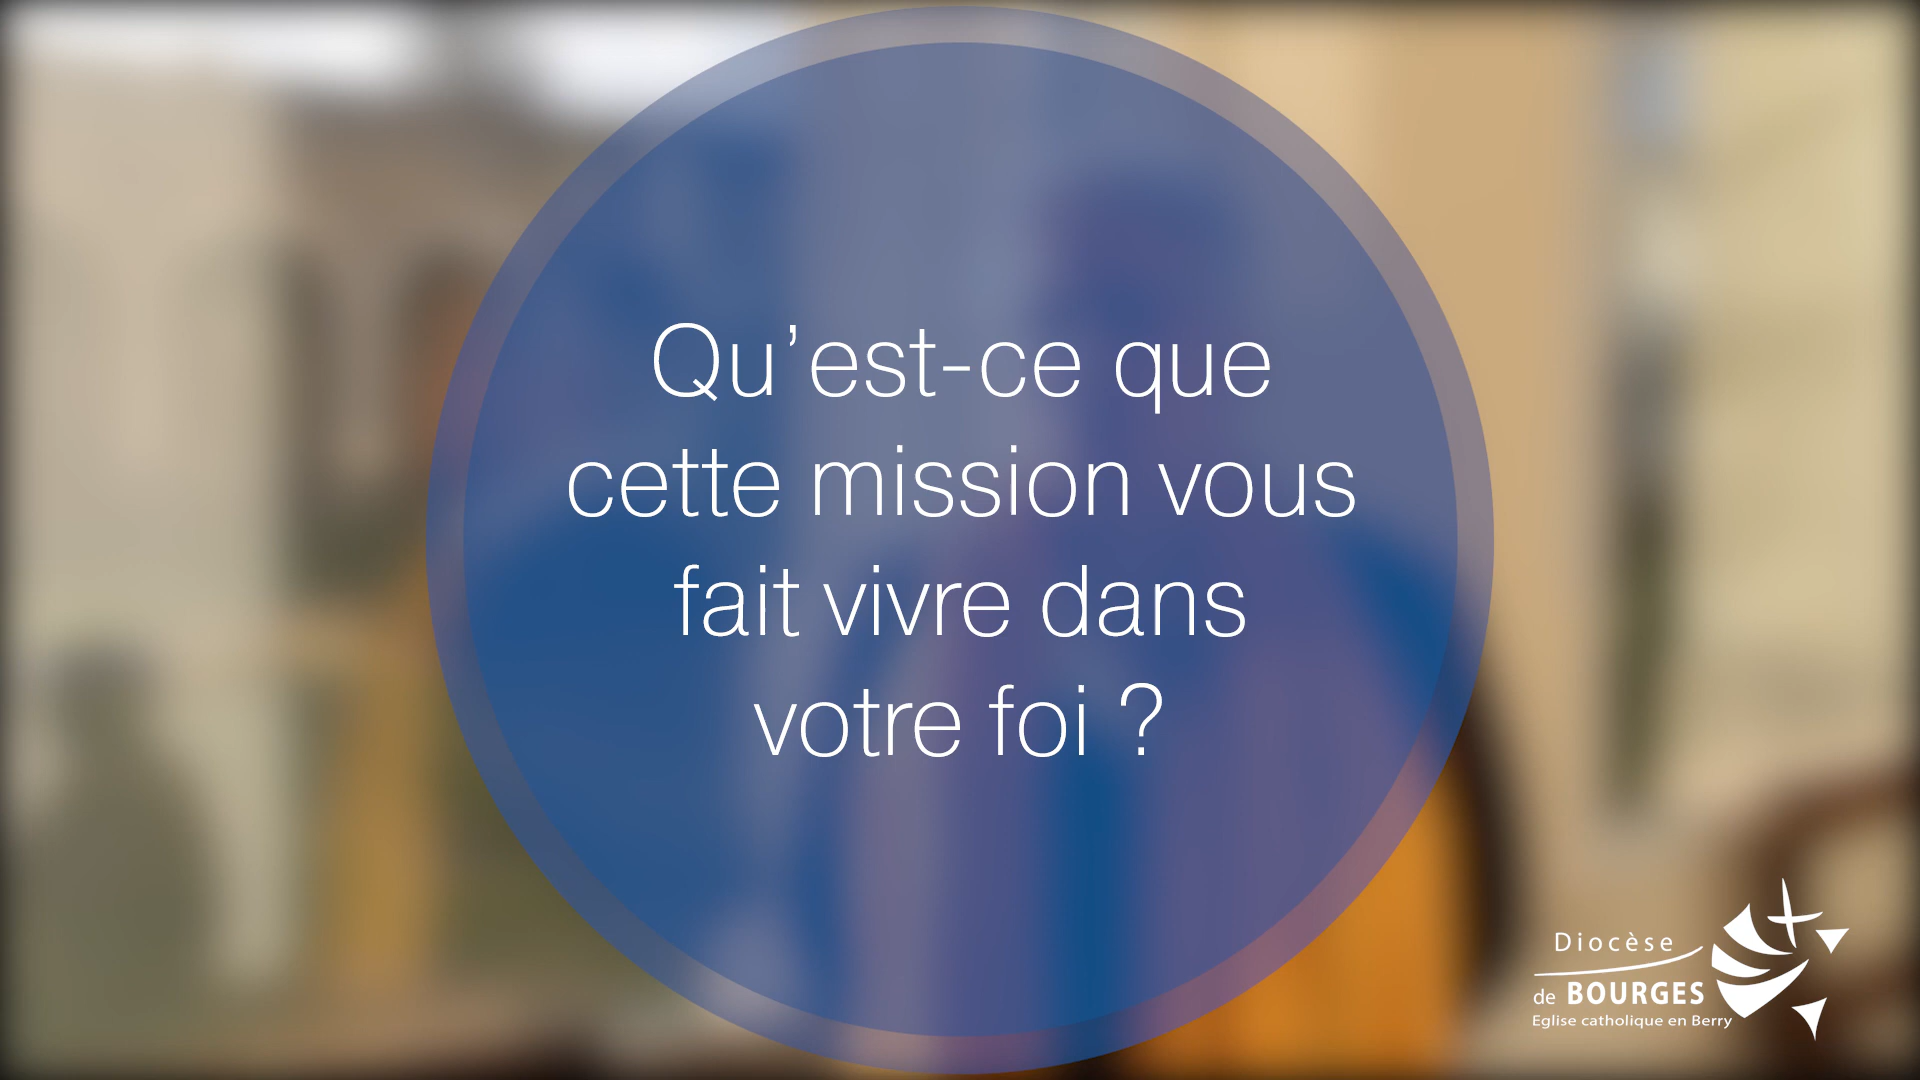 Qu’est-ce que
cette mission vous
fait vivre dans
votre foi ?
Diocèse
de BOURGES
Eglise catholique en Berry